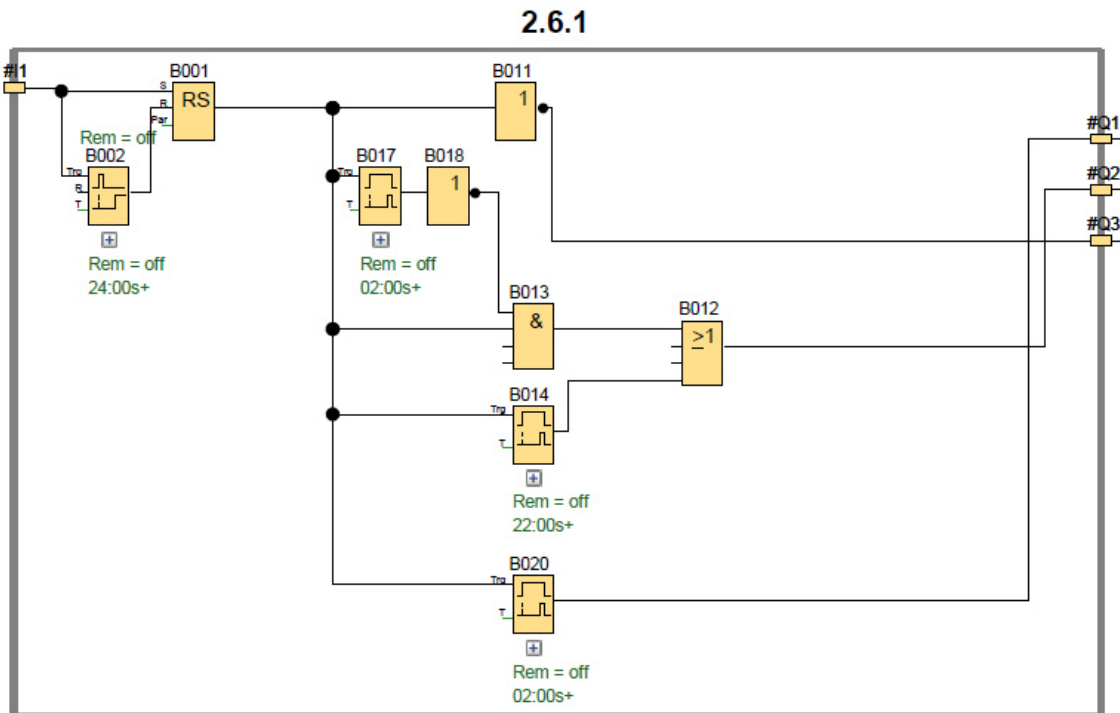 2.6.1
#I1
B001
B011
S
R
RS
Par
1
#Q1
Rem = off
B002
B017
B018
Trg
R
T
Trg
T
1
#Q2
#Q3
Rem = off
24:00s+
Rem = off
02:00s+
B013
&
B012
≥1
B014
Trg
T
Rem = off
22:00s+
B020
Trg
T
Rem = off
02:00s+